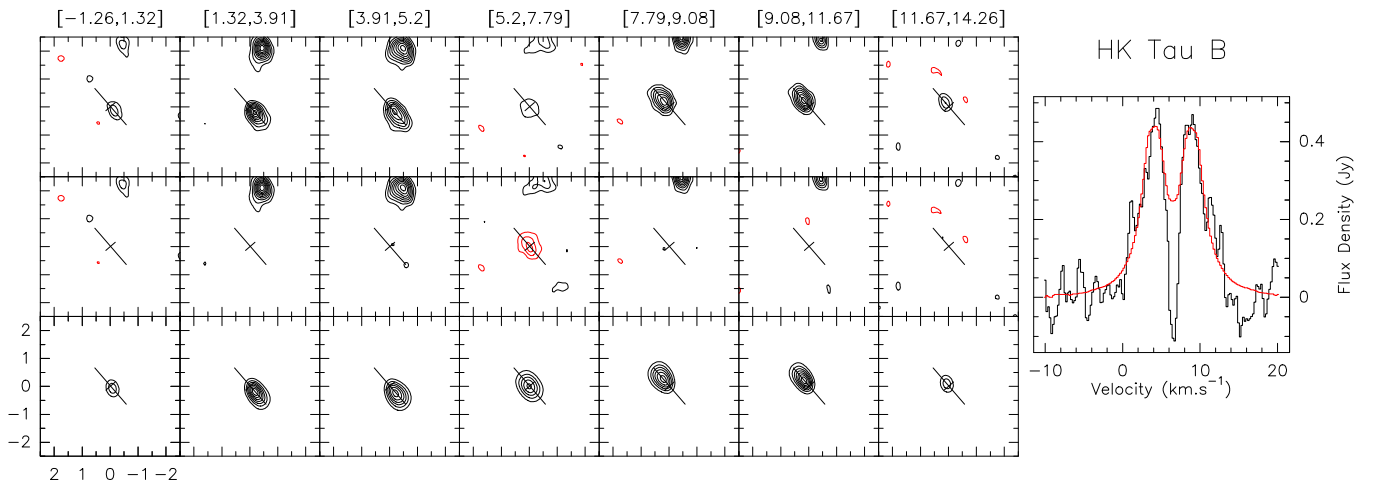 [−1.26,1.32] [1.32,3.91] [3.91,5.2] [5.2,7.79] [7.79,9.08] [9.08,11.67] [11.67,14.26]
HK Tau B
0.4
0.2
0
Flux Density (Jy)
−10 0 10 20
Velocity (km.s⁻¹)
2
1
0
−1
−2
2 1 0 −1 −2